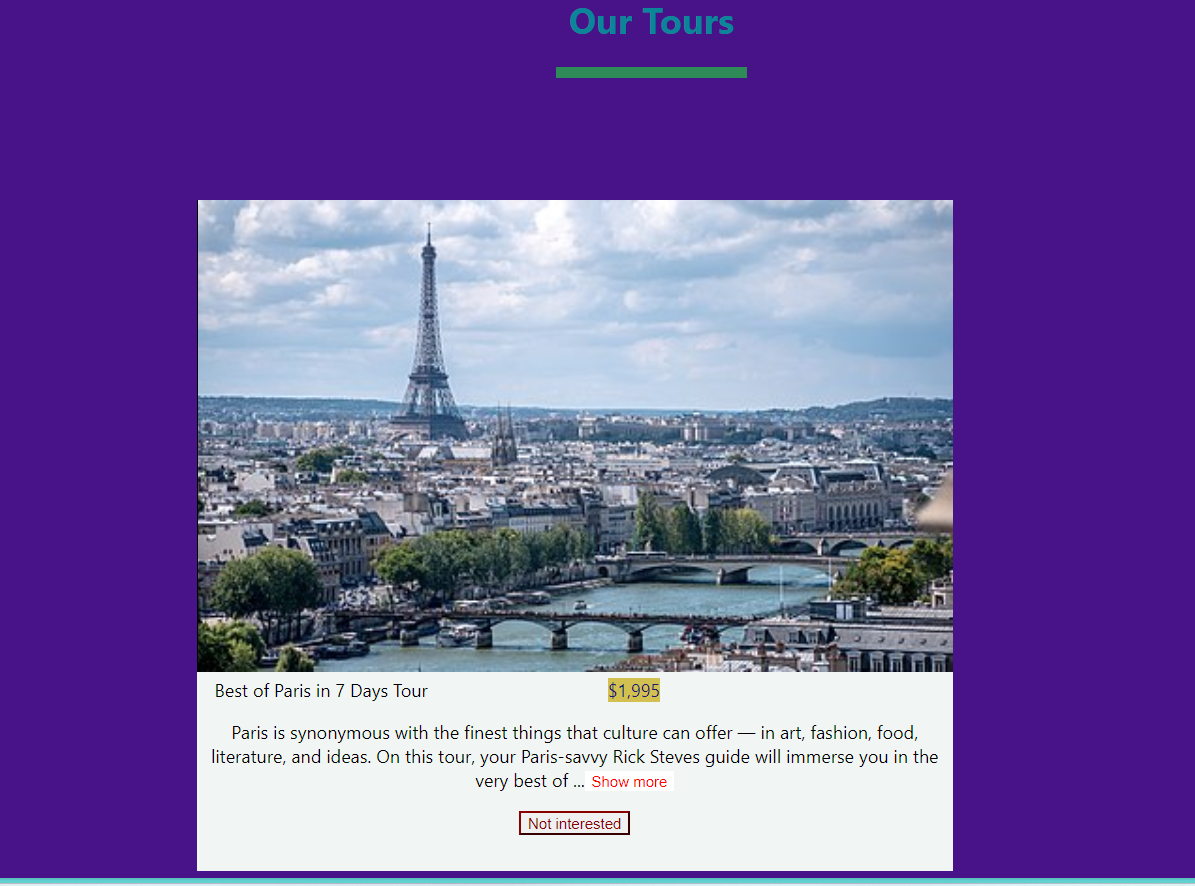 Our Tours
Best of Paris in 7 Days Tour $1,995
Paris is synonymous with the finest things that culture can offer — in art, fashion, food,
literature, and ideas. On this tour, your Paris-savvy Rick Steves guide will immerse you in the
very best of ... Show more
Not interested